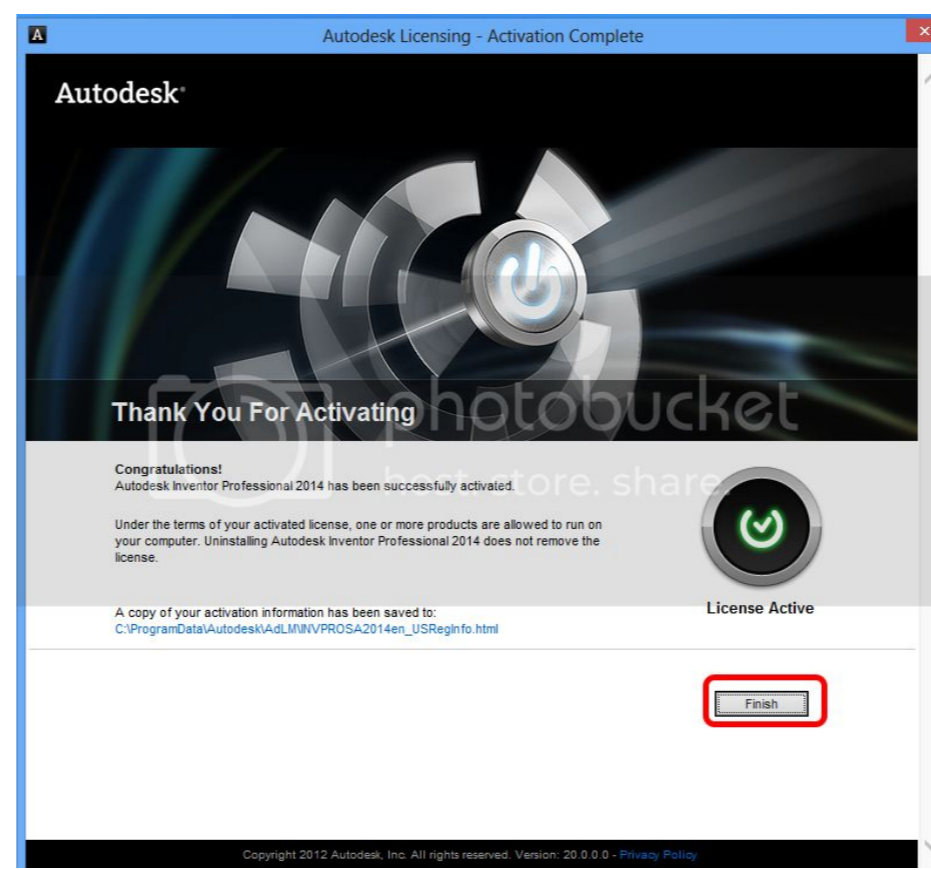 Autodesk Licensing - Activation Complete
Autodesk®
Thank You For Activating
photobucket
host. store. share.
Congratulations!
Autodesk Inventor Professional 2014 has been successfully activated.
Under the terms of your activated license, one or more products are allowed to run on
your computer. Uninstalling Autodesk Inventor Professional 2014 does not remove the
license.
License Active
A copy of your activation information has been saved to:
C:\ProgramData\Autodesk\AdLM\INVPROSA2014en_USRegInfo.html
Finish
Copyright 2012 Autodesk, Inc. All rights reserved. Version: 20.0.0.0 - Privacy Policy